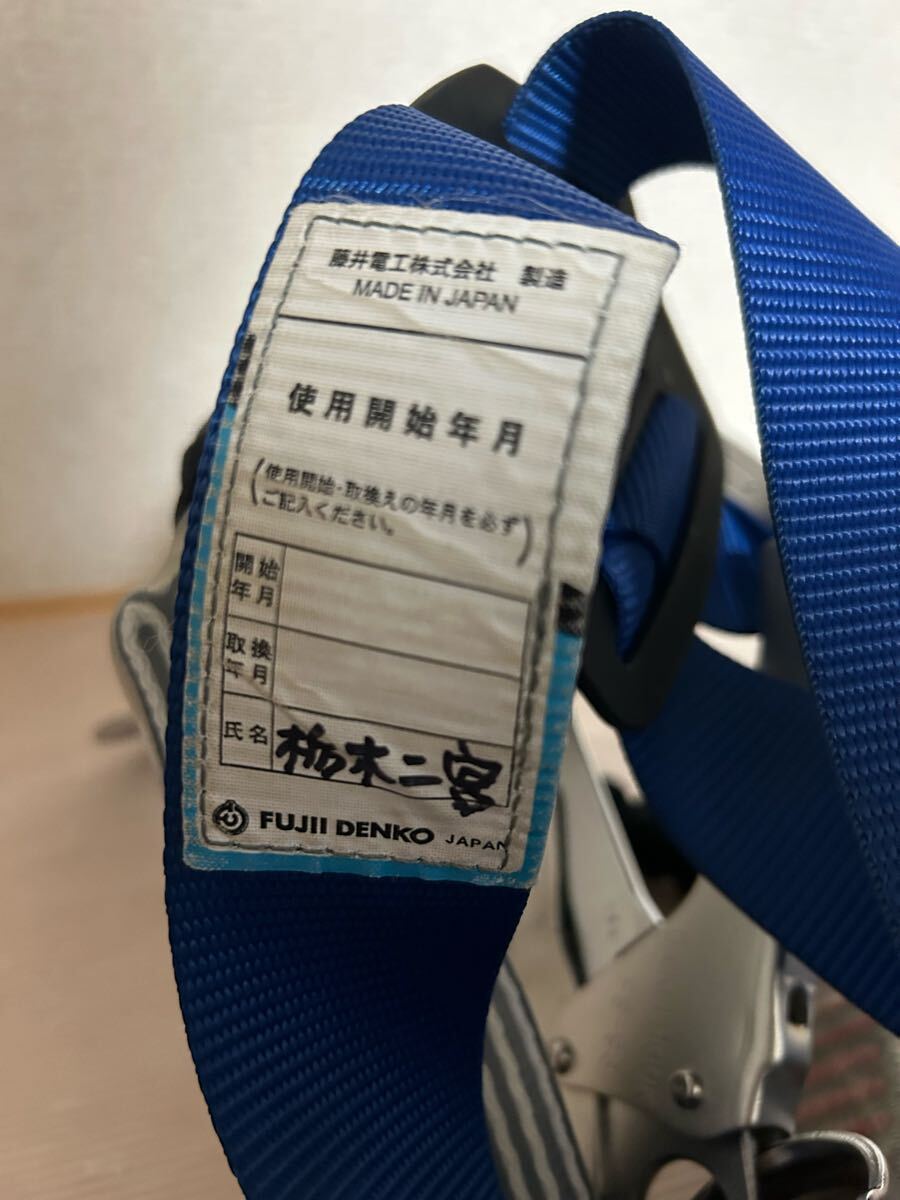 藤井電工株式会社 製造
MADE IN JAPAN
使用開始年月
(使用開始・取換えの年月を必ず
ご記入ください。)
開始
年月
取換
年月
氏名 栃木二宮
FUJII DENKO JAPAN